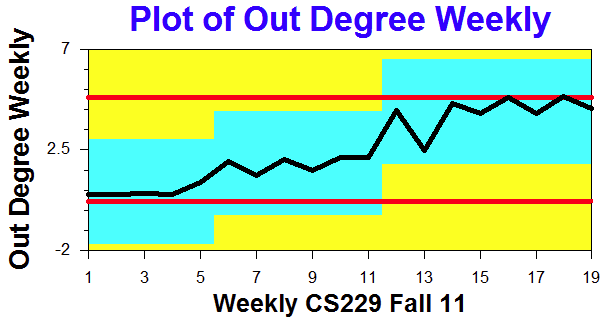 Plot of Out Degree Weekly
Out Degree Weekly
7
2.5
-2
1 3 5 7 9 11 13 15 17 19
Weekly CS229 Fall 11